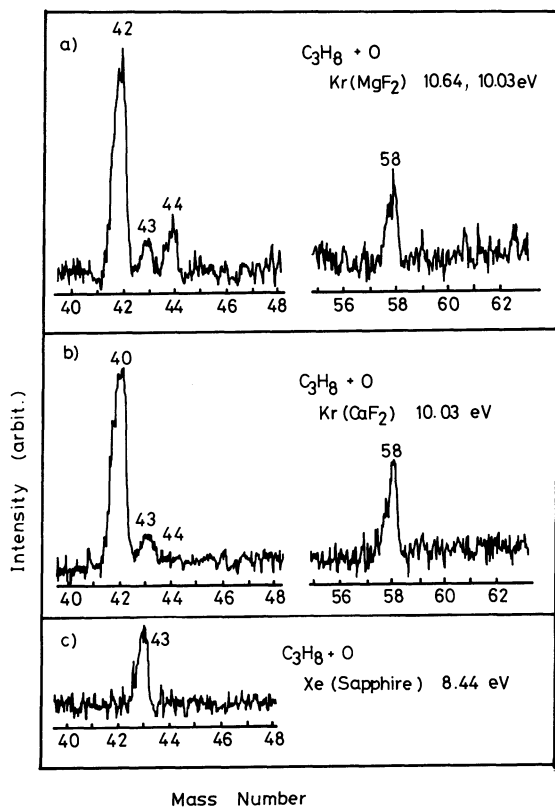 a)
42
43
44
C3H8 + O
Kr(MgF2) 10.64, 10.03eV
58
40 42 44 46 48
56 58 60 62
b)
40
43
44
C3H8 + O
Kr(CaF2) 10.03 eV
58
40 42 44 46 48
56 58 60 62
c)
43
C3H8 + O
Xe (Sapphire) 8.44 eV
40 42 44 46 48
Intensity (arbit.)
Mass Number